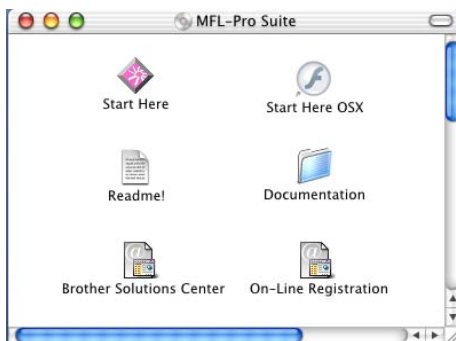 MFL-Pro Suite
Start Here
Start Here OSX
Readme!
Documentation
Brother Solutions Center
On-Line Registration